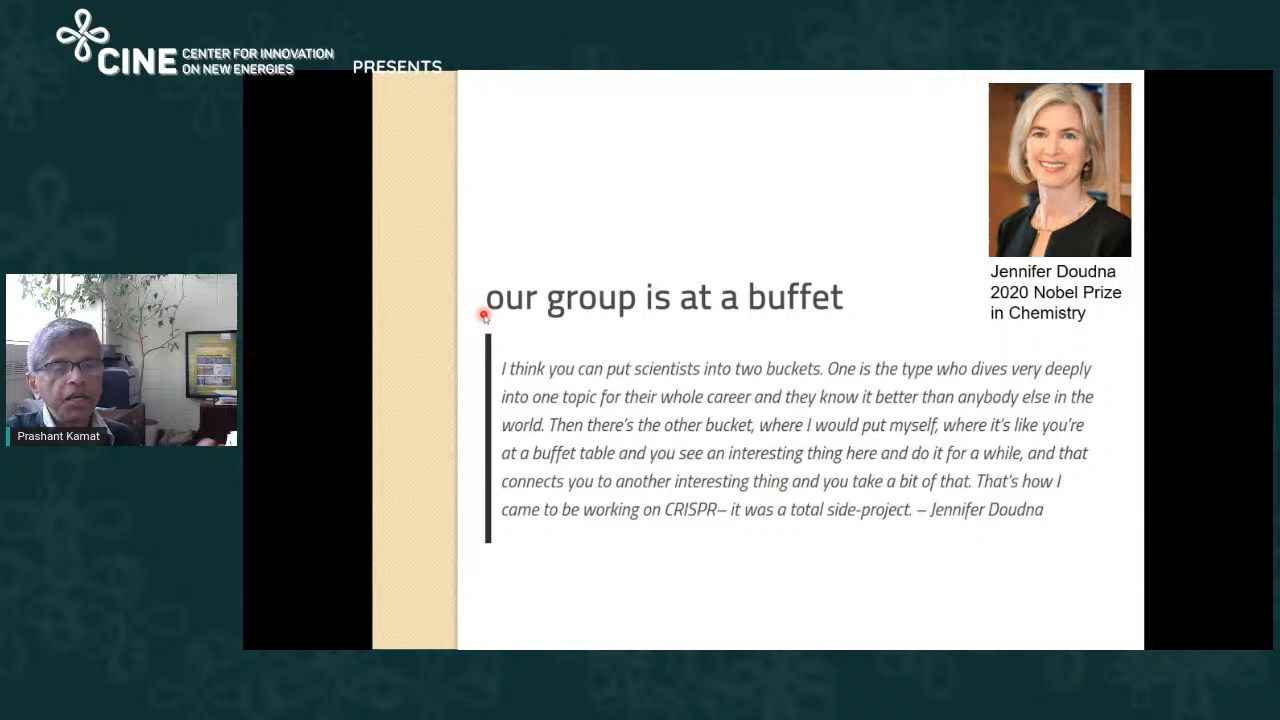 CINE
CENTER FOR INNOVATION
ON NEW ENERGIES
PRESENTS
Jennifer Doudna
2020 Nobel Prize
in Chemistry
our group is at a buffet
I think you can put scientists into two buckets. One is the type who dives very deeply
into one topic for their whole career and they know it better than anybody else in the
world. Then there's the other bucket, where I would put myself, where it's like you're
at a buffet table and you see an interesting thing here and do it for a while, and that
connects you to another interesting thing and you take a bit of that. That's how I
came to be working on CRISPR– it was a total side-project. – Jennifer Doudna
Prashant Kamat